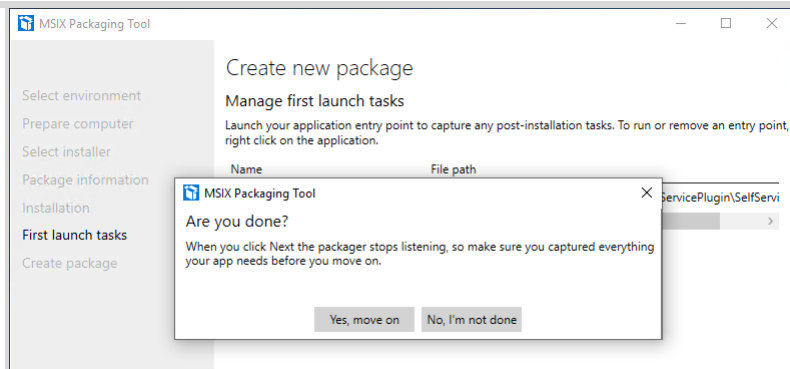 MSIX Packaging Tool
Create new package
Select environment
Manage first launch tasks
Prepare computer
Launch your application entry point to capture any post-installation tasks. To run or remove an entry point,
right click on the application.
Select installer
Name File path
Package information
MSIX Packaging Tool
ServicePlugin\SelfServi
Installation
Are you done?
First launch tasks
When you click Next the packager stops listening, so make sure you captured everything
your app needs before you move on.
Create package
Yes, move on No, I'm not done